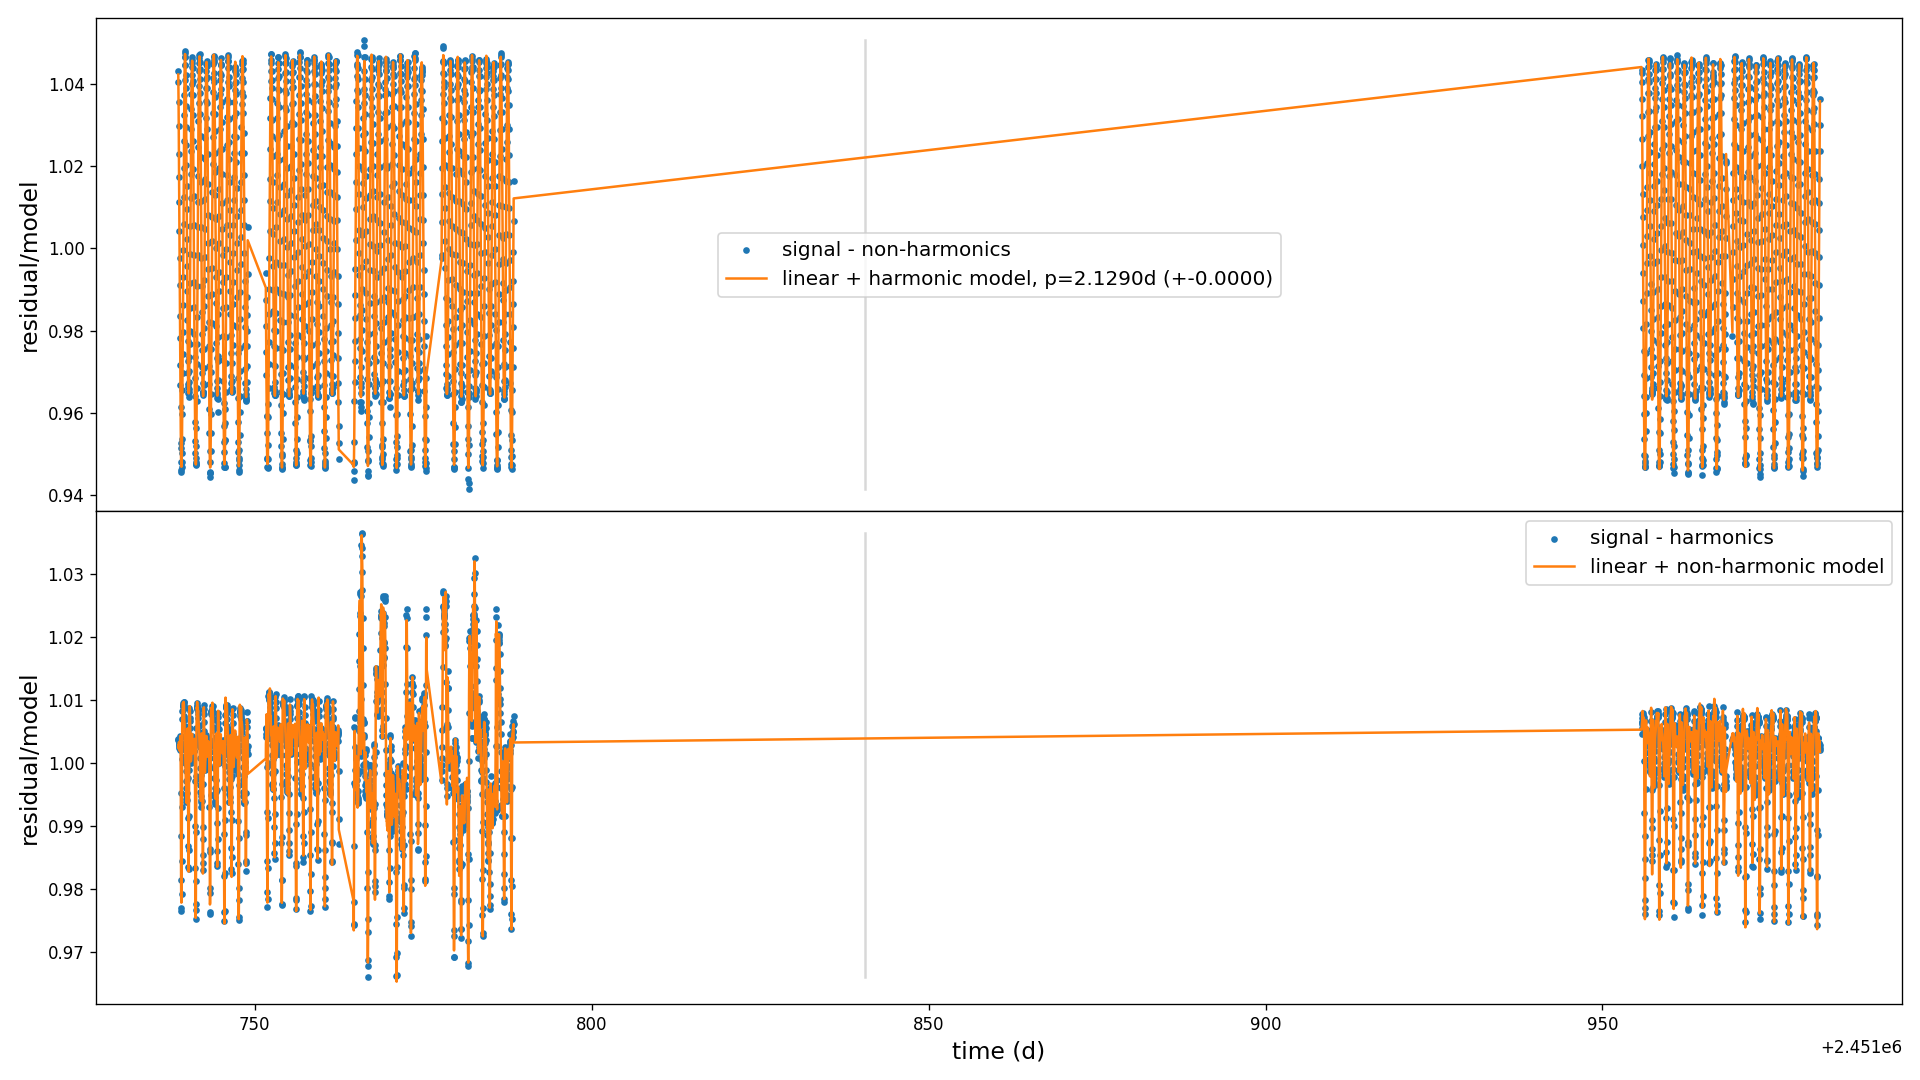 1.04
1.02
1.00
0.98
0.96
0.94
residual/model
signal - non-harmonics
linear + harmonic model, p=2.1290d (+-0.0000)
signal - harmonics
linear + non-harmonic model
1.03
1.02
1.01
1.00
0.99
0.98
0.97
residual/model
750
800
850
900
950
time (d)
+2.451e6